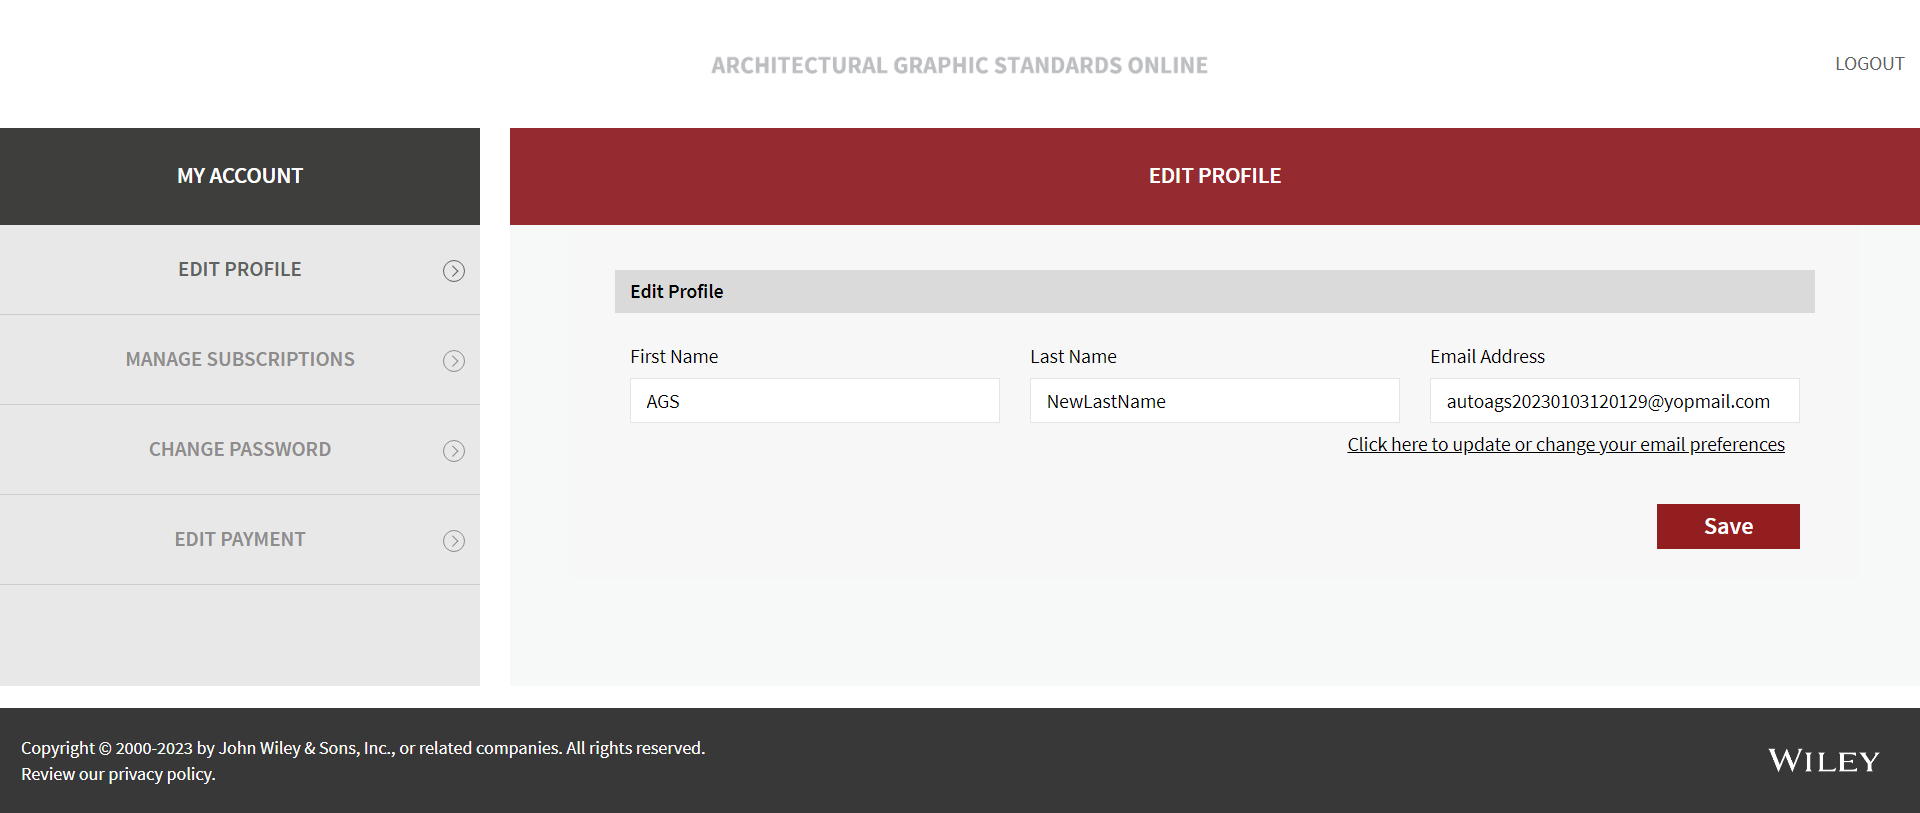 ARCHITECTURAL GRAPHIC STANDARDS ONLINE
LOGOUT
MY ACCOUNT
EDIT PROFILE
MANAGE SUBSCRIPTIONS
CHANGE PASSWORD
EDIT PAYMENT
EDIT PROFILE
Edit Profile
First Name
Last Name
Email Address
AGS
NewLastName
autoags20230103120129@yopmail.com
Click here to update or change your email preferences
Save
Copyright © 2000-2023 by John Wiley & Sons, Inc., or related companies. All rights reserved.
Review our privacy policy.
WILEY